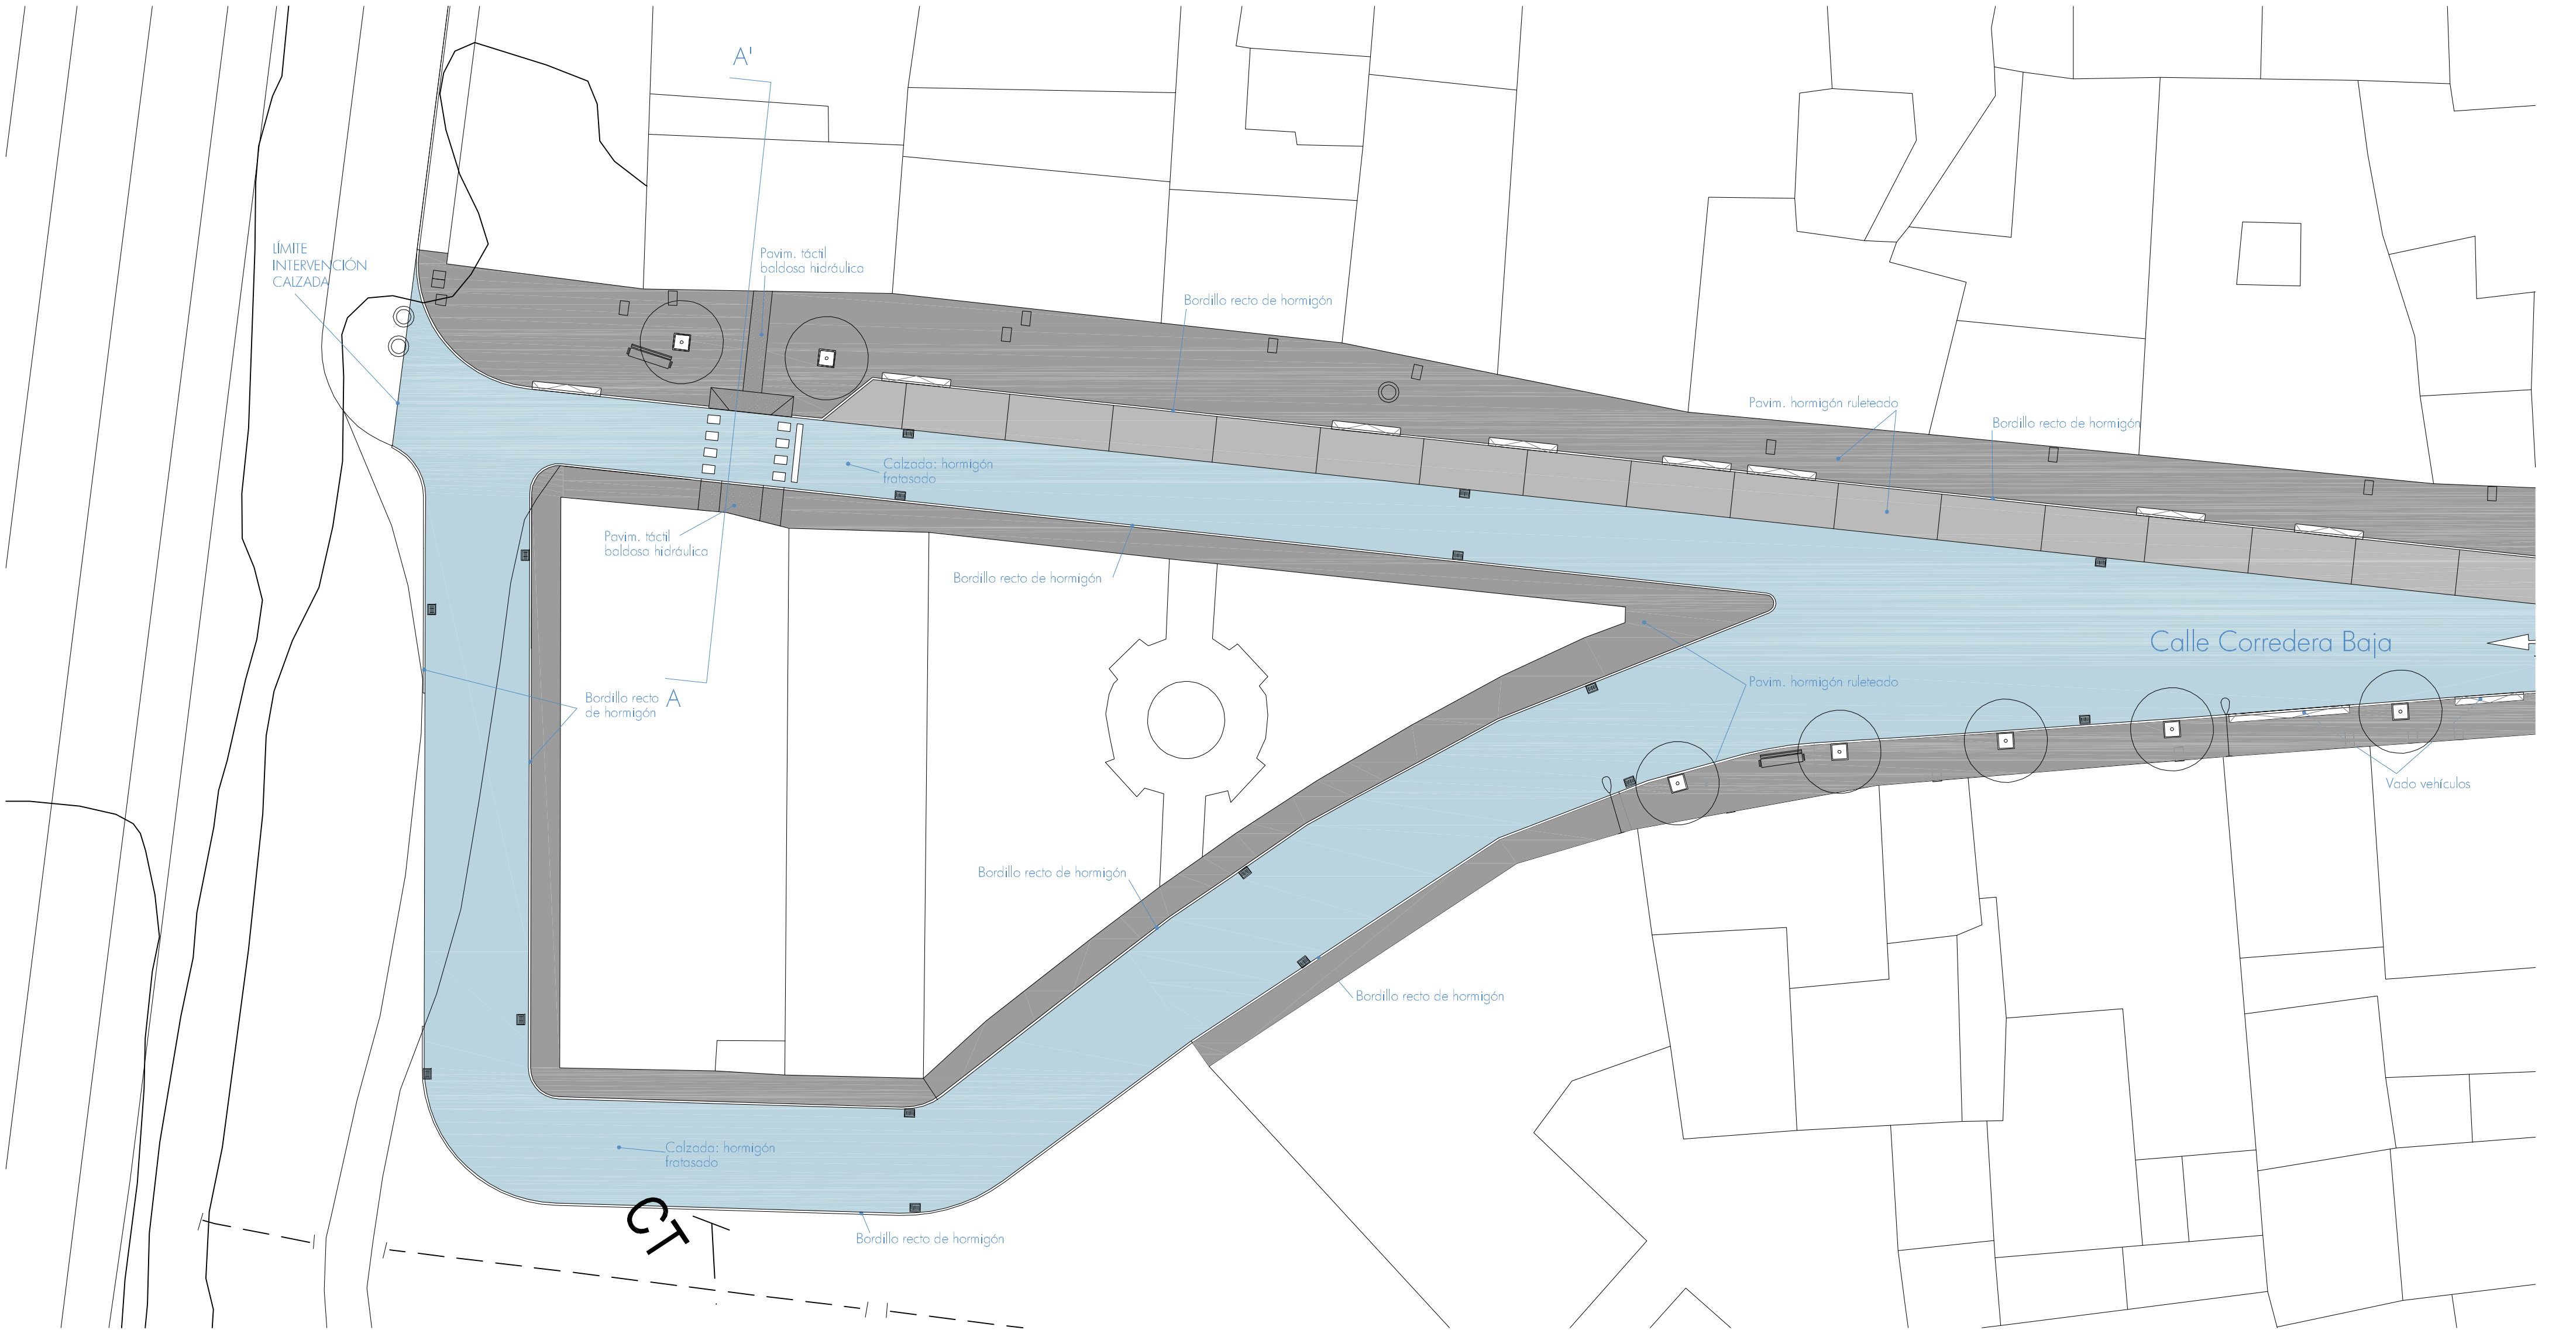 A'
LÍMITE
INTERVENCIÓN
CALZADA
Pavim. táctil
baldosa hidráulica
Bordillo recto de hormigón
Pavim. hormigón ruleteado
Bordillo recto de hormigón
Calzada: hormigón
fratasado
Pavim. táctil
baldosa hidráulica
Bordillo recto de hormigón
Calle Corredera Baja
Bordillo recto
de hormigón
A
Pavim. hormigón ruleteado
Vado vehículos
Bordillo recto de hormigón
Bordillo recto de hormigón
Calzada: hormigón
fratasado
CT
Bordillo recto de hormigón